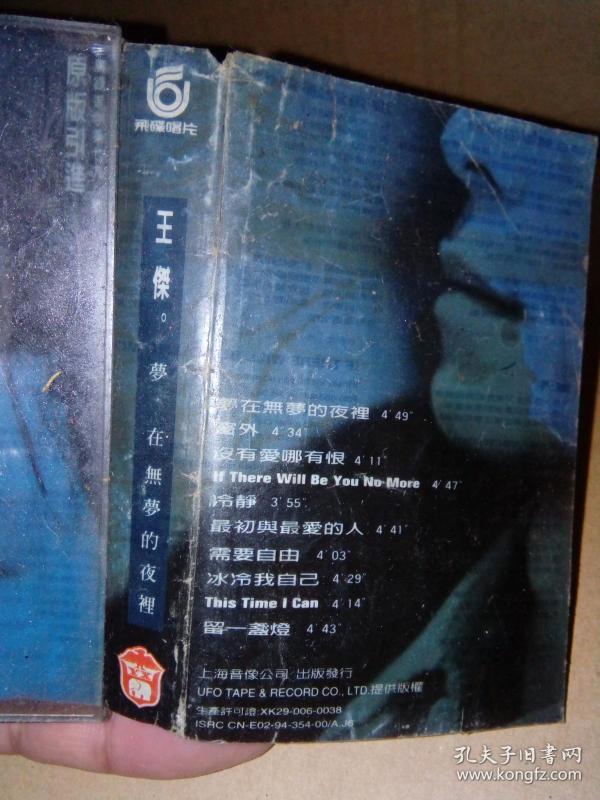 原版引進
飛碟唱片
王傑。夢在無夢的夜裡
夢在無夢的夜裡 4'49"
窗外 4'34"
沒有愛哪有恨 4'11"
If There Will Be You No More 4'47"
冷靜 3'55"
最初與最愛的人 4'41"
需要自由 4'03"
冰冷我自己 4'29"
This Time I Can 4'14"
留一盞燈 4'43"
上海音像公司 出版發行
UFO TAPE & RECORD CO., LTD.提供版權
生產許可證:XK29-006-0038
ISRC CN-E02-94-354-00/A.J6
孔夫子旧书网
www.kongfz.com